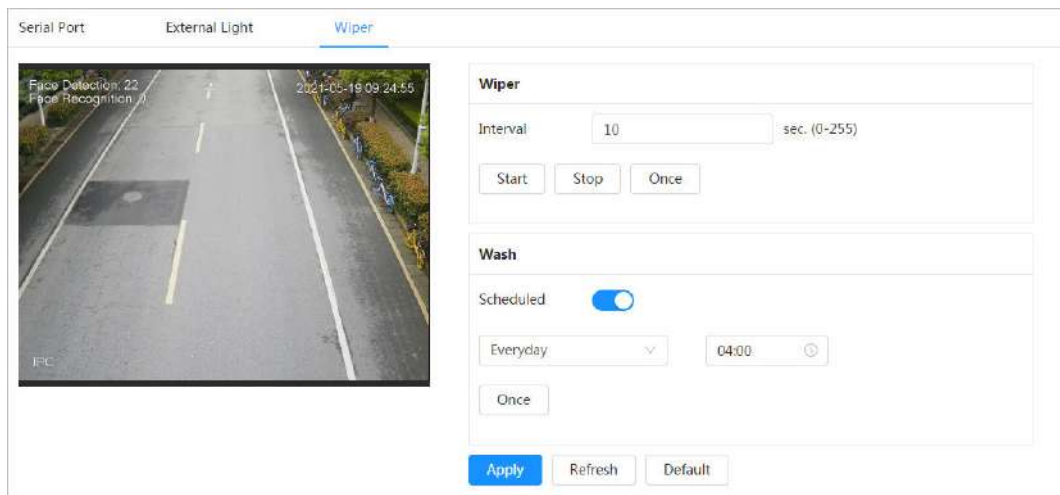 Serial Port External Light Wiper
Face Detection: 22
2021-05-19 09:24:55
Face Recognition: 0
IPC
Wiper
Interval 10 sec. (0-255)
Start Stop Once
Wash
Scheduled
Everyday 04:00
Once
Apply Refresh Default